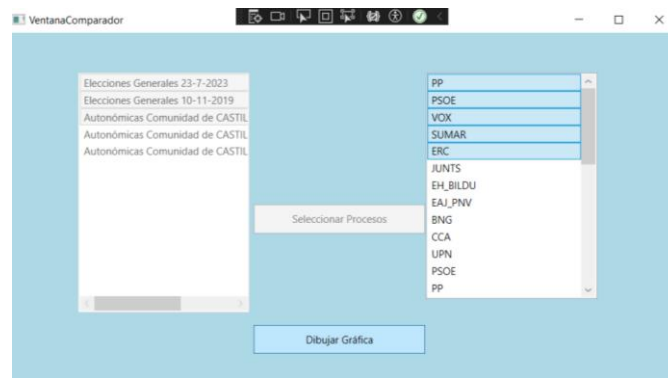 VentanaComparador
Elecciones Generales 23-7-2023
Elecciones Generales 10-11-2019
Autonómicas Comunidad de CASTIL
Autonómicas Comunidad de CASTIL
Autonómicas Comunidad de CASTIL
Seleccionar Procesos
PP
PSOE
VOX
SUMAR
ERC
JUNTS
EH_BILDU
EAJ_PNV
BNG
CCA
UPN
PSOE
PP
Dibujar Gráfica